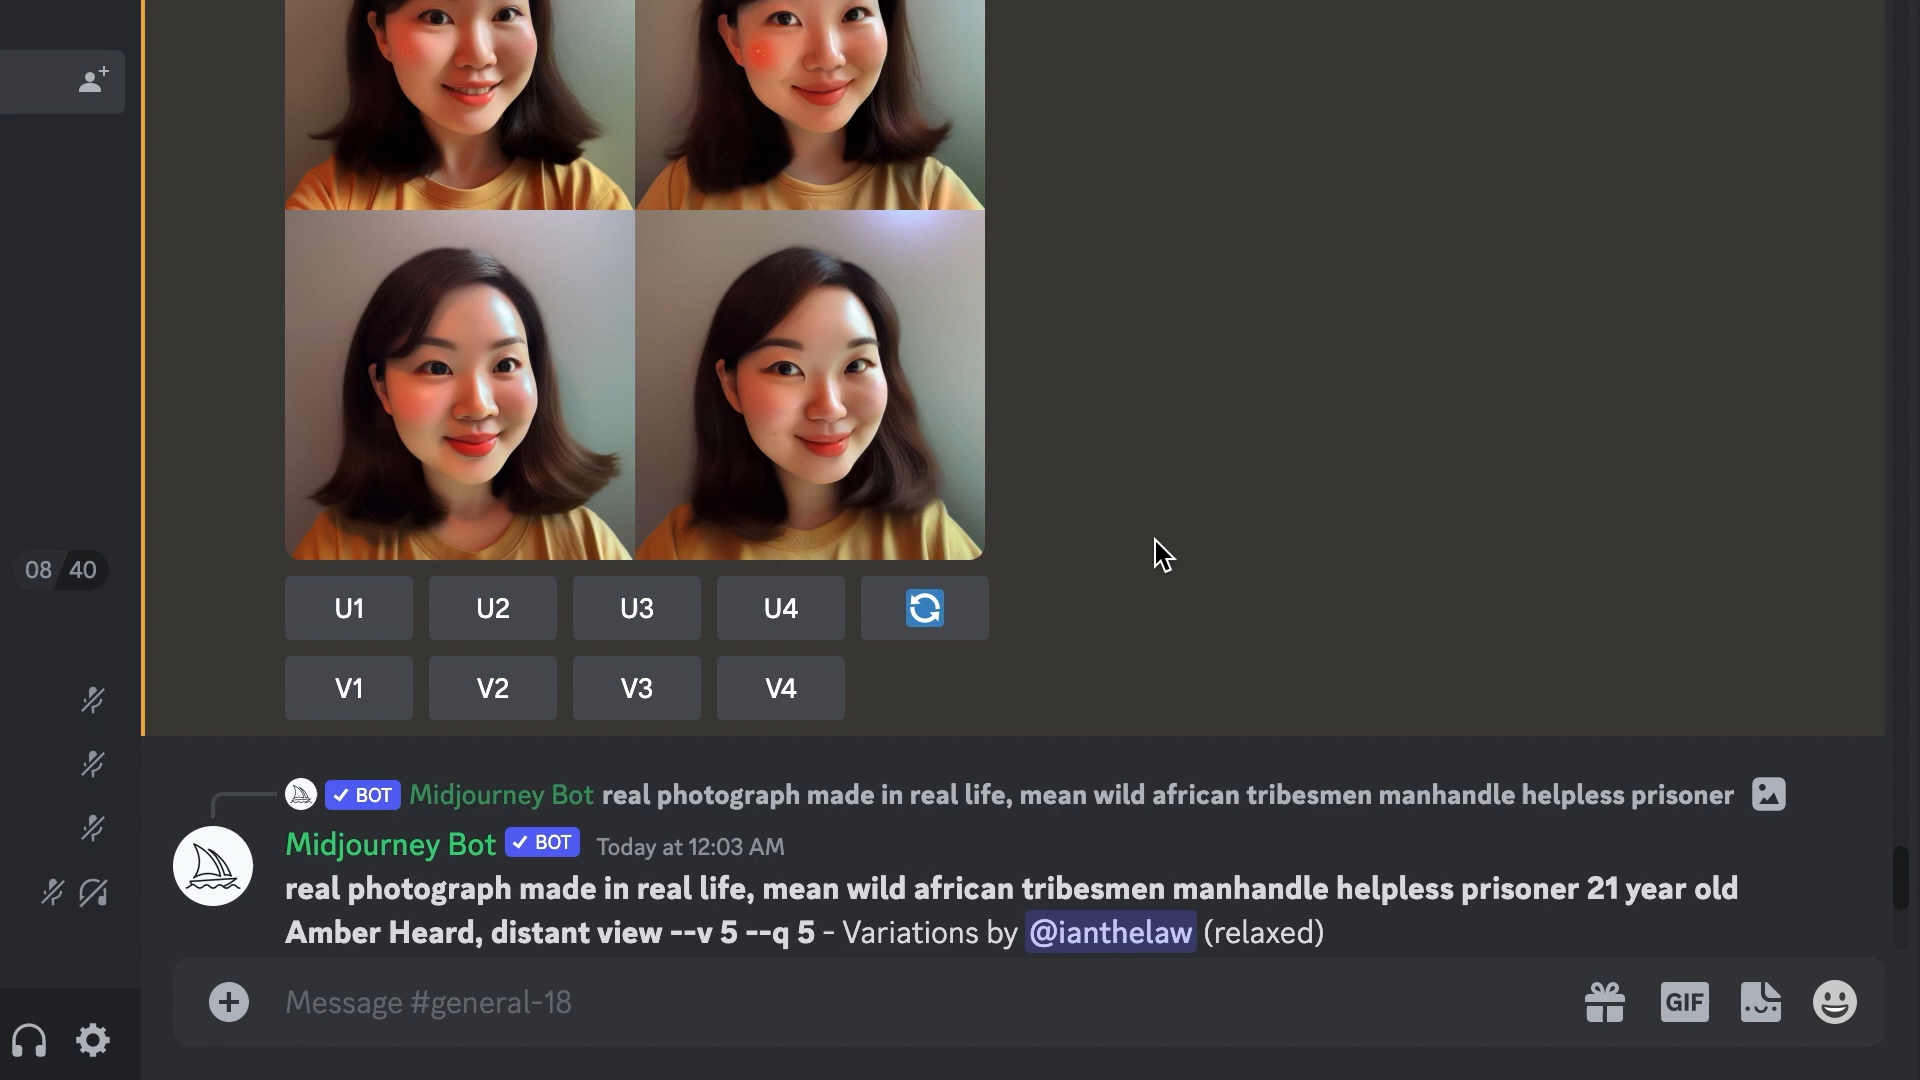 08 40
U1 U2 U3 U4
V1 V2 V3 V4
BOT Midjourney Bot real photograph made in real life, mean wild african tribesmen manhandle helpless prisoner
Midjourney Bot BOT Today at 12:03 AM
real photograph made in real life, mean wild african tribesmen manhandle helpless prisoner 21 year old
Amber Heard, distant view --v 5 --q 5 - Variations by @ianthelaw (relaxed)
Message #general-18
GIF